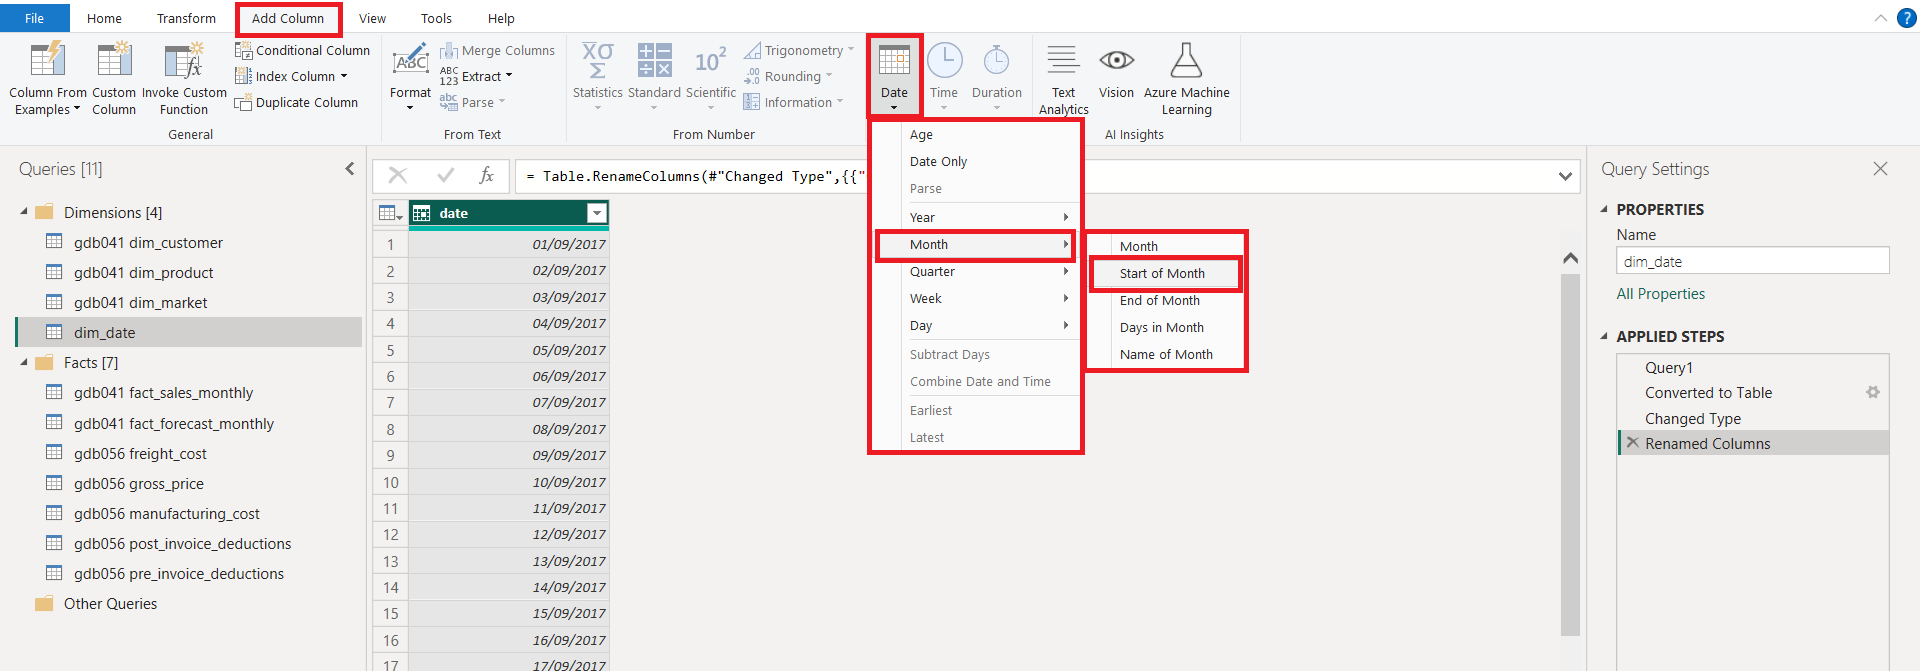 File Home Transform Add Column View Tools Help
?
Column From Examples
Custom Column
Invoke Custom Function
Conditional Column
Index Column
Duplicate Column
General
ABC
Format
Merge Columns
ABC
123 Extract
abc Parse
From Text
XΣσ Statistics
Standard
10² Scientific
Trigonometry
.00 Rounding
Information
From Number
Date
Time
Duration
Text Analytics
Vision
Azure Machine Learning
AI Insights
Age
Date Only
Parse
Year
Month
Quarter
Week
Day
Subtract Days
Combine Date and Time
Earliest
Latest
Month
Start of Month
End of Month
Days in Month
Name of Month
Queries [11]
Dimensions [4]
gdb041 dim_customer
gdb041 dim_product
gdb041 dim_market
dim_date
Facts [7]
gdb041 fact_sales_monthly
gdb041 fact_forecast_monthly
gdb056 freight_cost
gdb056 gross_price
gdb056 manufacturing_cost
gdb056 post_invoice_deductions
gdb056 pre_invoice_deductions
Other Queries
fx = Table.RenameColumns(#"Changed Type",{{"
date
1 01/09/2017
2 02/09/2017
3 03/09/2017
4 04/09/2017
5 05/09/2017
6 06/09/2017
7 07/09/2017
8 08/09/2017
9 09/09/2017
10 10/09/2017
11 11/09/2017
12 12/09/2017
13 13/09/2017
14 14/09/2017
15 15/09/2017
16 16/09/2017
17 17/09/2017
Query Settings
PROPERTIES
Name
dim_date
All Properties
APPLIED STEPS
Query1
Converted to Table
Changed Type
Renamed Columns